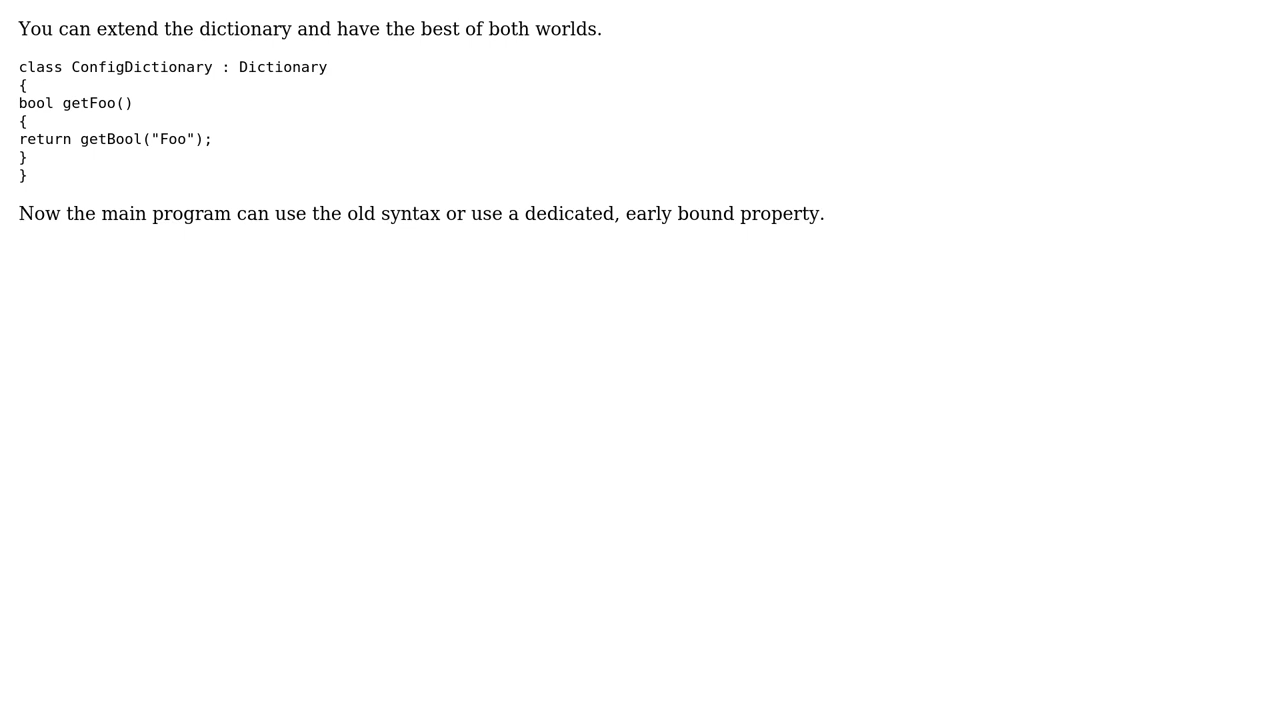 You can extend the dictionary and have the best of both worlds.
class ConfigDictionary : Dictionary
{
bool getFoo()
{
return getBool("Foo");
}
}
Now the main program can use the old syntax or use a dedicated, early bound property.